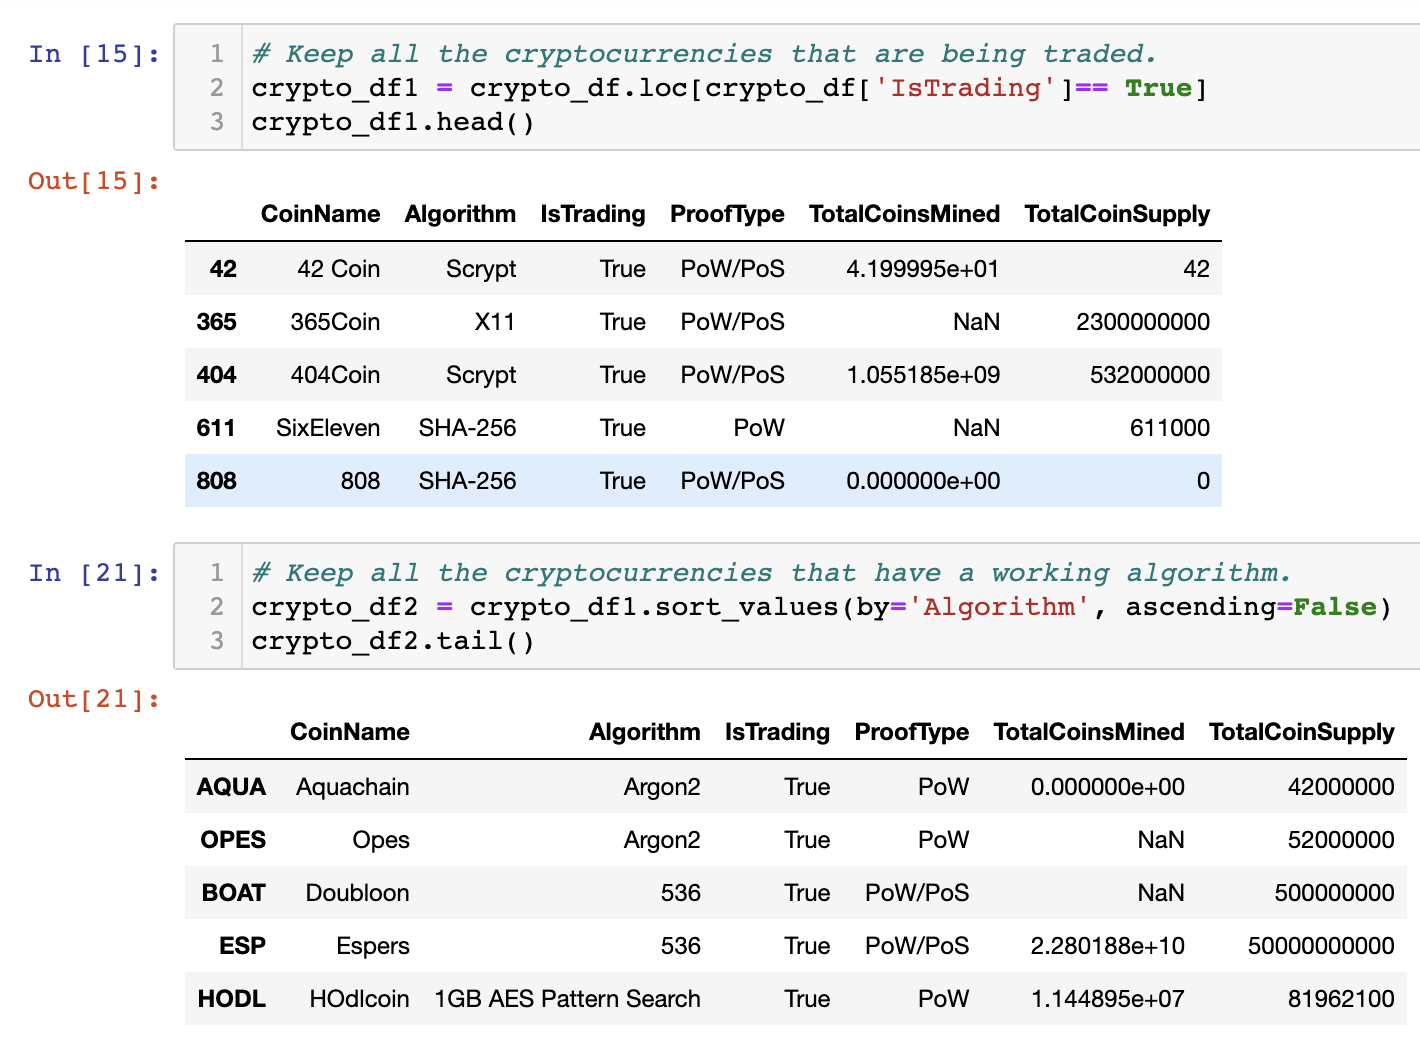 In [15]:
1 # Keep all the cryptocurrencies that are being traded.
2 crypto_df1 = crypto_df.loc[crypto_df['IsTrading']== True]
3 crypto_df1.head()
Out[15]:
CoinName Algorithm IsTrading ProofType TotalCoinsMined TotalCoinSupply
42 42 Coin Scrypt True PoW/PoS 4.199995e+01 42
365 365Coin X11 True PoW/PoS NaN 2300000000
404 404Coin Scrypt True PoW/PoS 1.055185e+09 532000000
611 SixEleven SHA-256 True PoW NaN 611000
808 808 SHA-256 True PoW/PoS 0.000000e+00 0
In [21]:
1 # Keep all the cryptocurrencies that have a working algorithm.
2 crypto_df2 = crypto_df1.sort_values(by='Algorithm', ascending=False)
3 crypto_df2.tail()
Out[21]:
CoinName Algorithm IsTrading ProofType TotalCoinsMined TotalCoinSupply
AQUA Aquachain Argon2 True PoW 0.000000e+00 42000000
OPES Opes Argon2 True PoW NaN 52000000
BOAT Doubloon 536 True PoW/PoS NaN 500000000
ESP Espers 536 True PoW/PoS 2.280188e+10 50000000000
HODL HOdlcoin 1GB AES Pattern Search True PoW 1.144895e+07 81962100